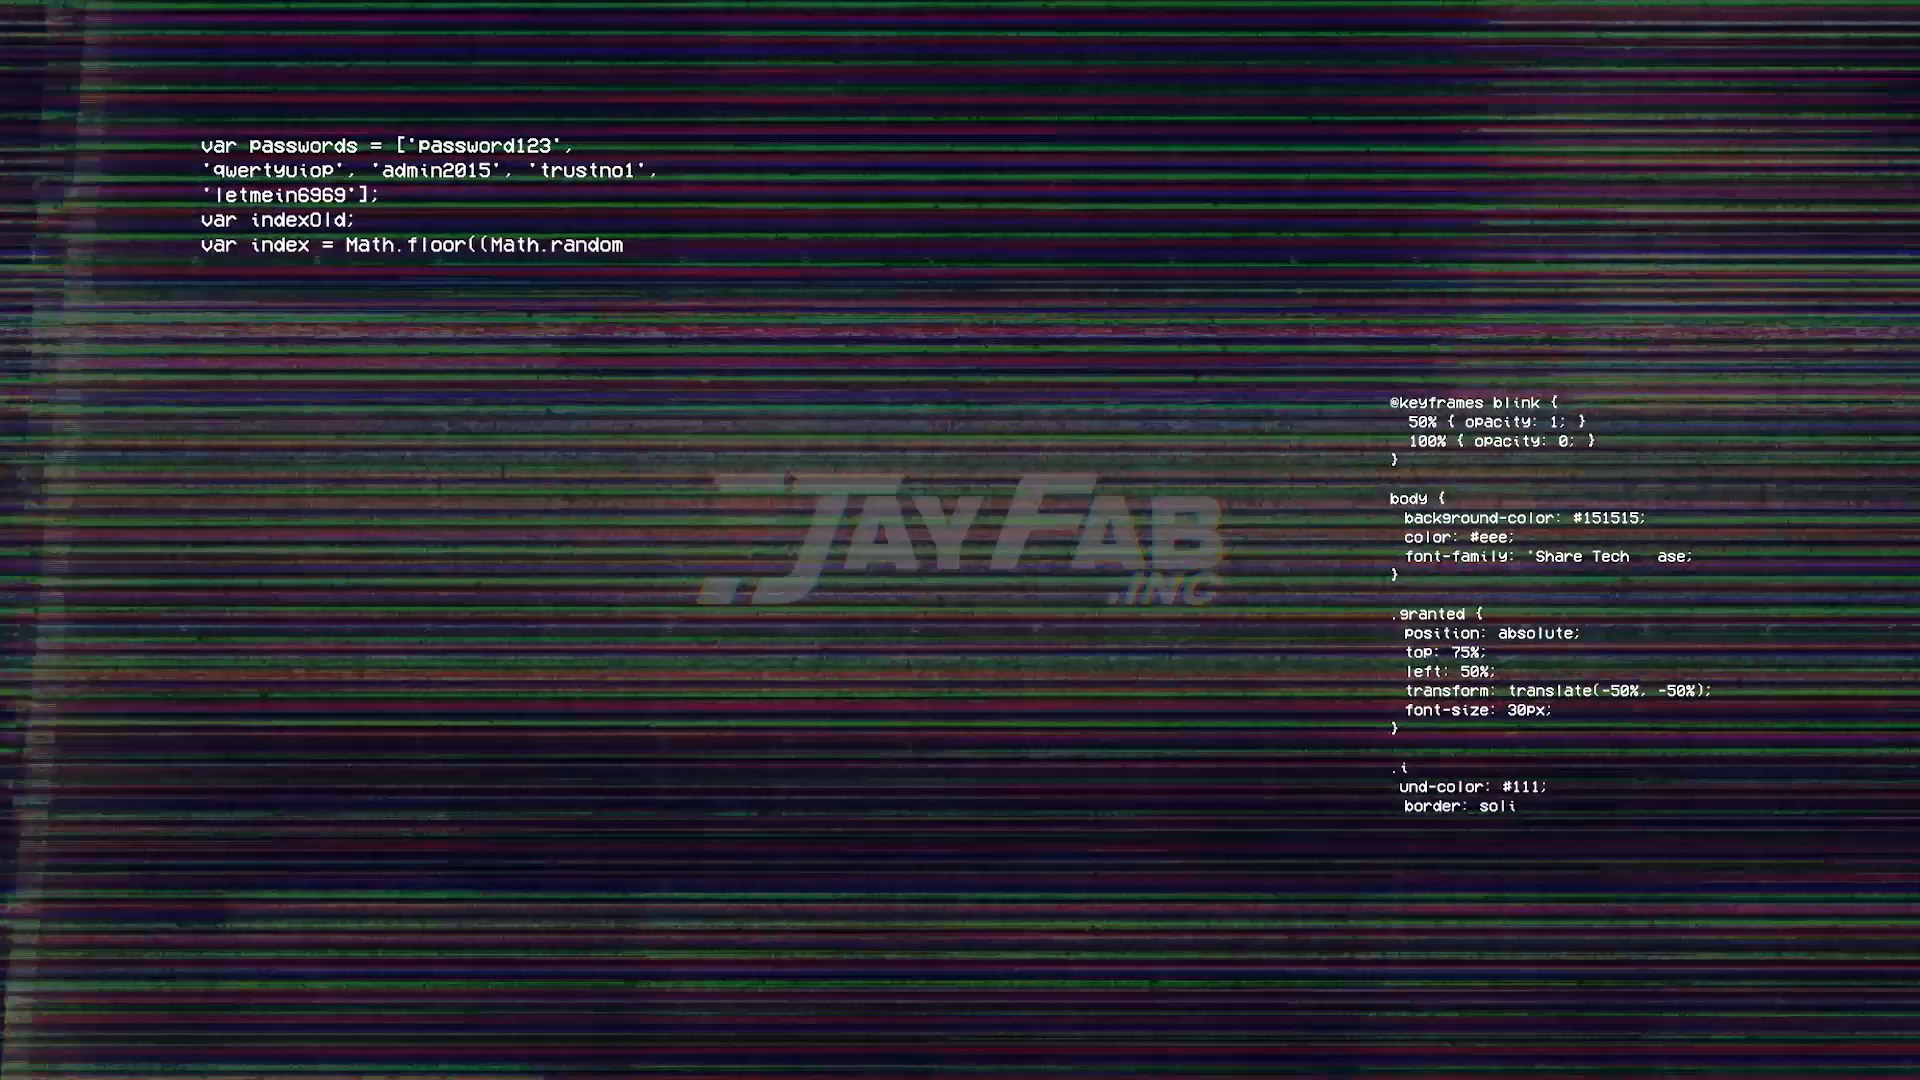 var passwords = ['password123',
'qwertyuiop', 'admin2015', 'trustno1',
'letmein6969'];
var indexOld;
var index = Math.floor((Math.random
JAYFAB
.INC
@keyframes blink {
50% { opacity: 1; }
100% { opacity: 0; }
}
body {
background-color: #151515;
color: #eee;
font-family: 'Share Tech ase;
}
.granted {
position: absolute;
top: 75%;
left: 50%;
transform: translate(-50%, -50%);
font-size: 30px;
}
.i
und-color: #111;
border: soli